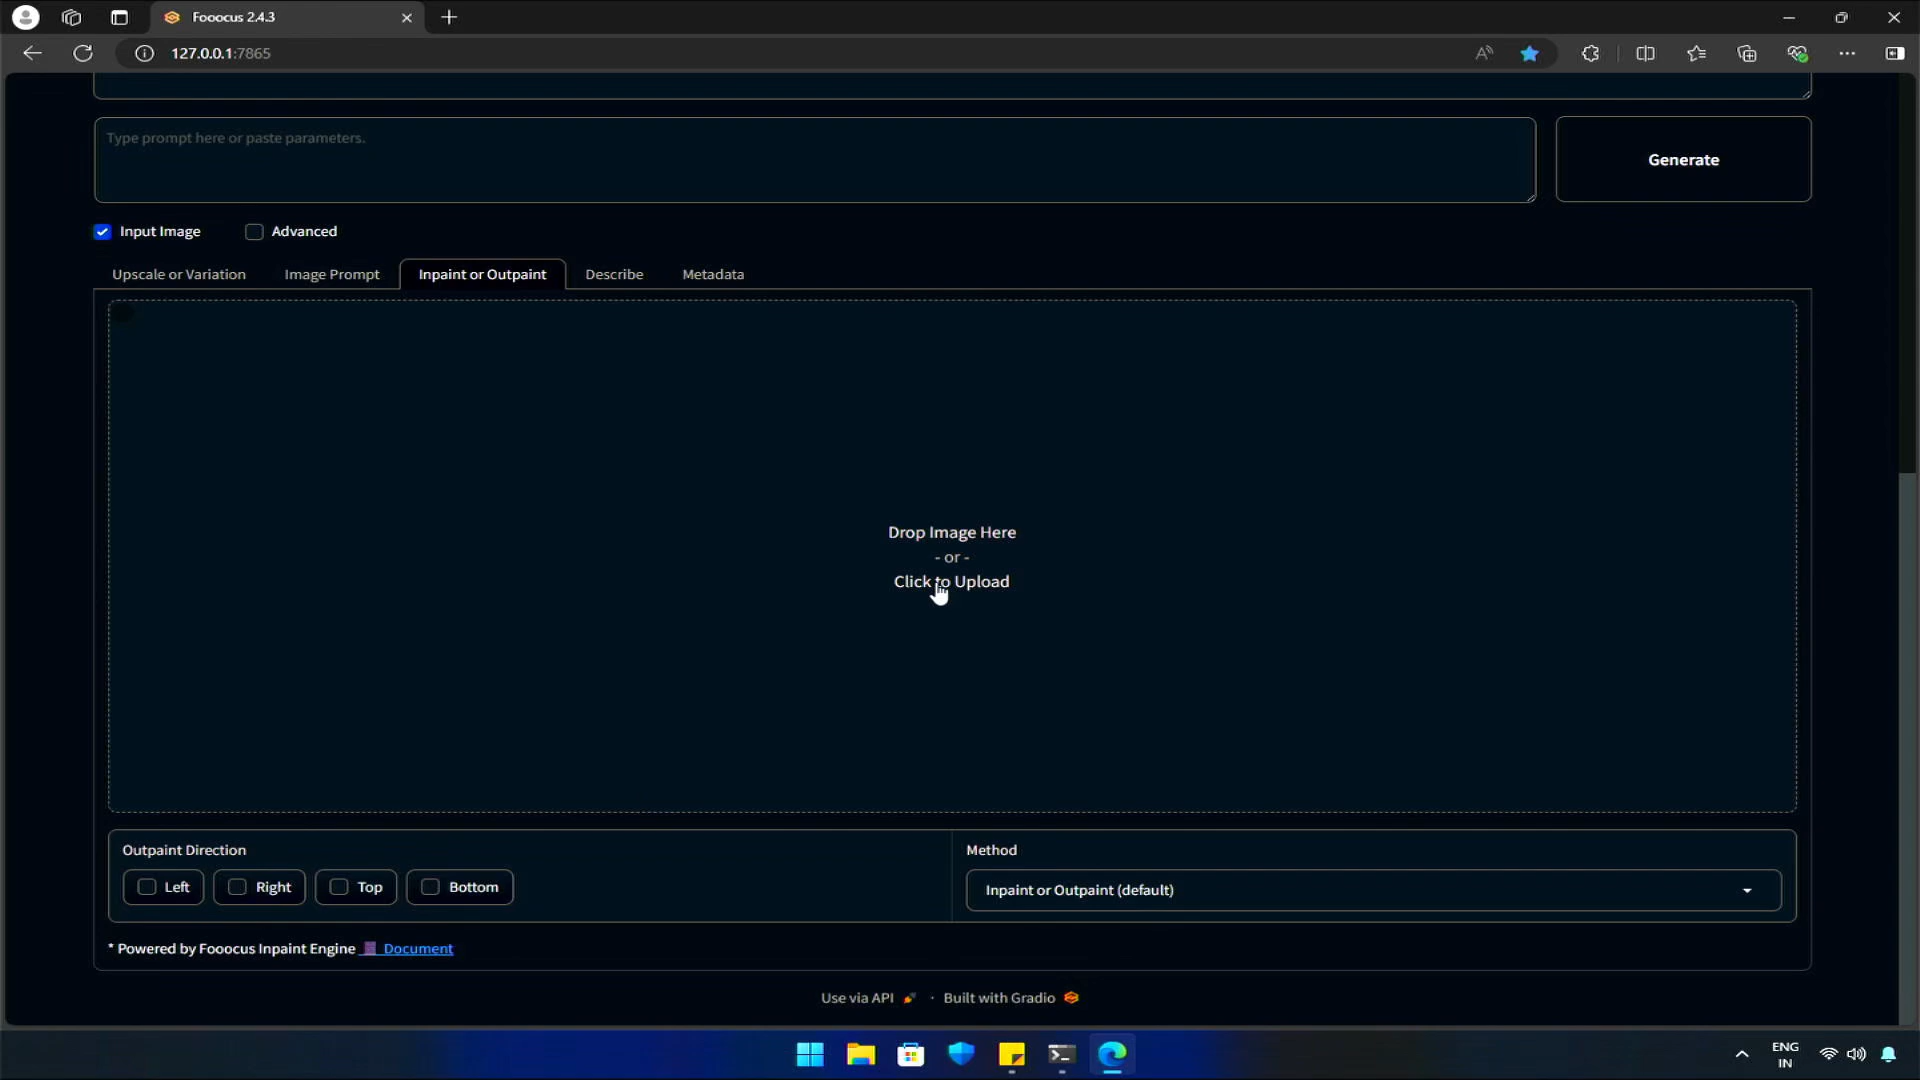 Fooocus 2.4.3
127.0.0.1:7865
Type prompt here or paste parameters.
Generate
Input Image
Advanced
Upscale or Variation
Image Prompt
Inpaint or Outpaint
Describe
Metadata
Drop Image Here
- or -
Click to Upload
Outpaint Direction
Left
Right
Top
Bottom
Method
Inpaint or Outpaint (default)
* Powered by Fooocus Inpaint Engine Document
Use via API · Built with Gradio
ENG
IN